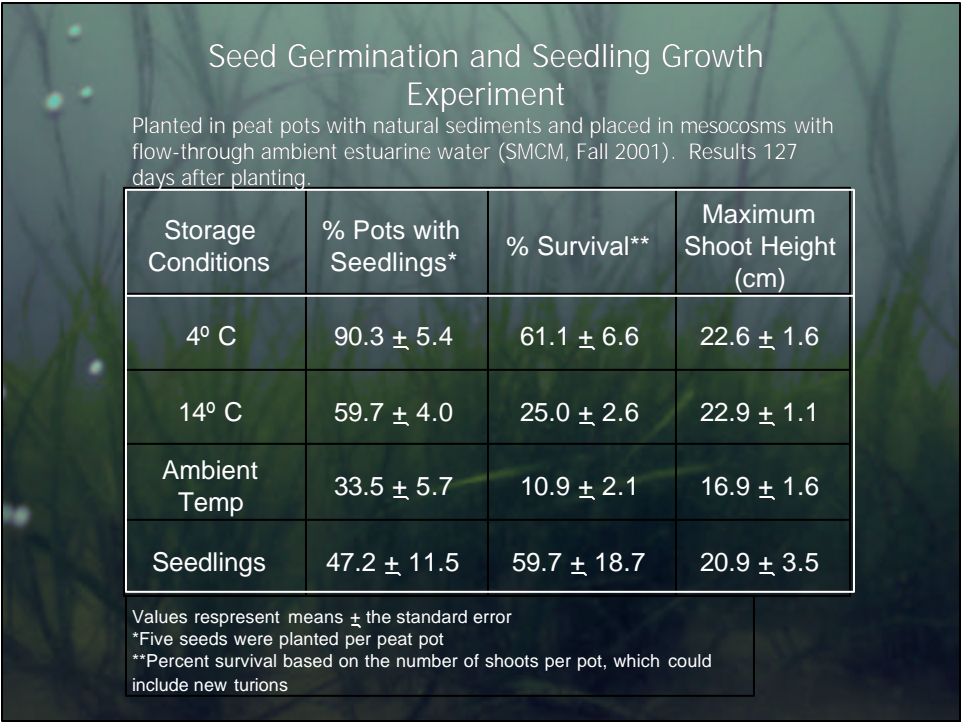 Seed Germination and Seedling Growth
Experiment
Planted in peat pots with natural sediments and placed in mesocosms with
flow-through ambient estuarine water (SMCM, Fall 2001).  Results 127
days after planting.
Storage Conditions | % Pots with Seedlings* | % Survival** | Maximum Shoot Height (cm)
4º C | 90.3 ± 5.4 | 61.1 ± 6.6 | 22.6 ± 1.6
14º C | 59.7 ± 4.0 | 25.0 ± 2.6 | 22.9 ± 1.1
Ambient Temp | 33.5 ± 5.7 | 10.9 ± 2.1 | 16.9 ± 1.6
Seedlings | 47.2 ± 11.5 | 59.7 ± 18.7 | 20.9 ± 3.5
Values respresent means ± the standard error
*Five seeds were planted per peat pot
**Percent survival based on the number of shoots per pot, which could
include new turions